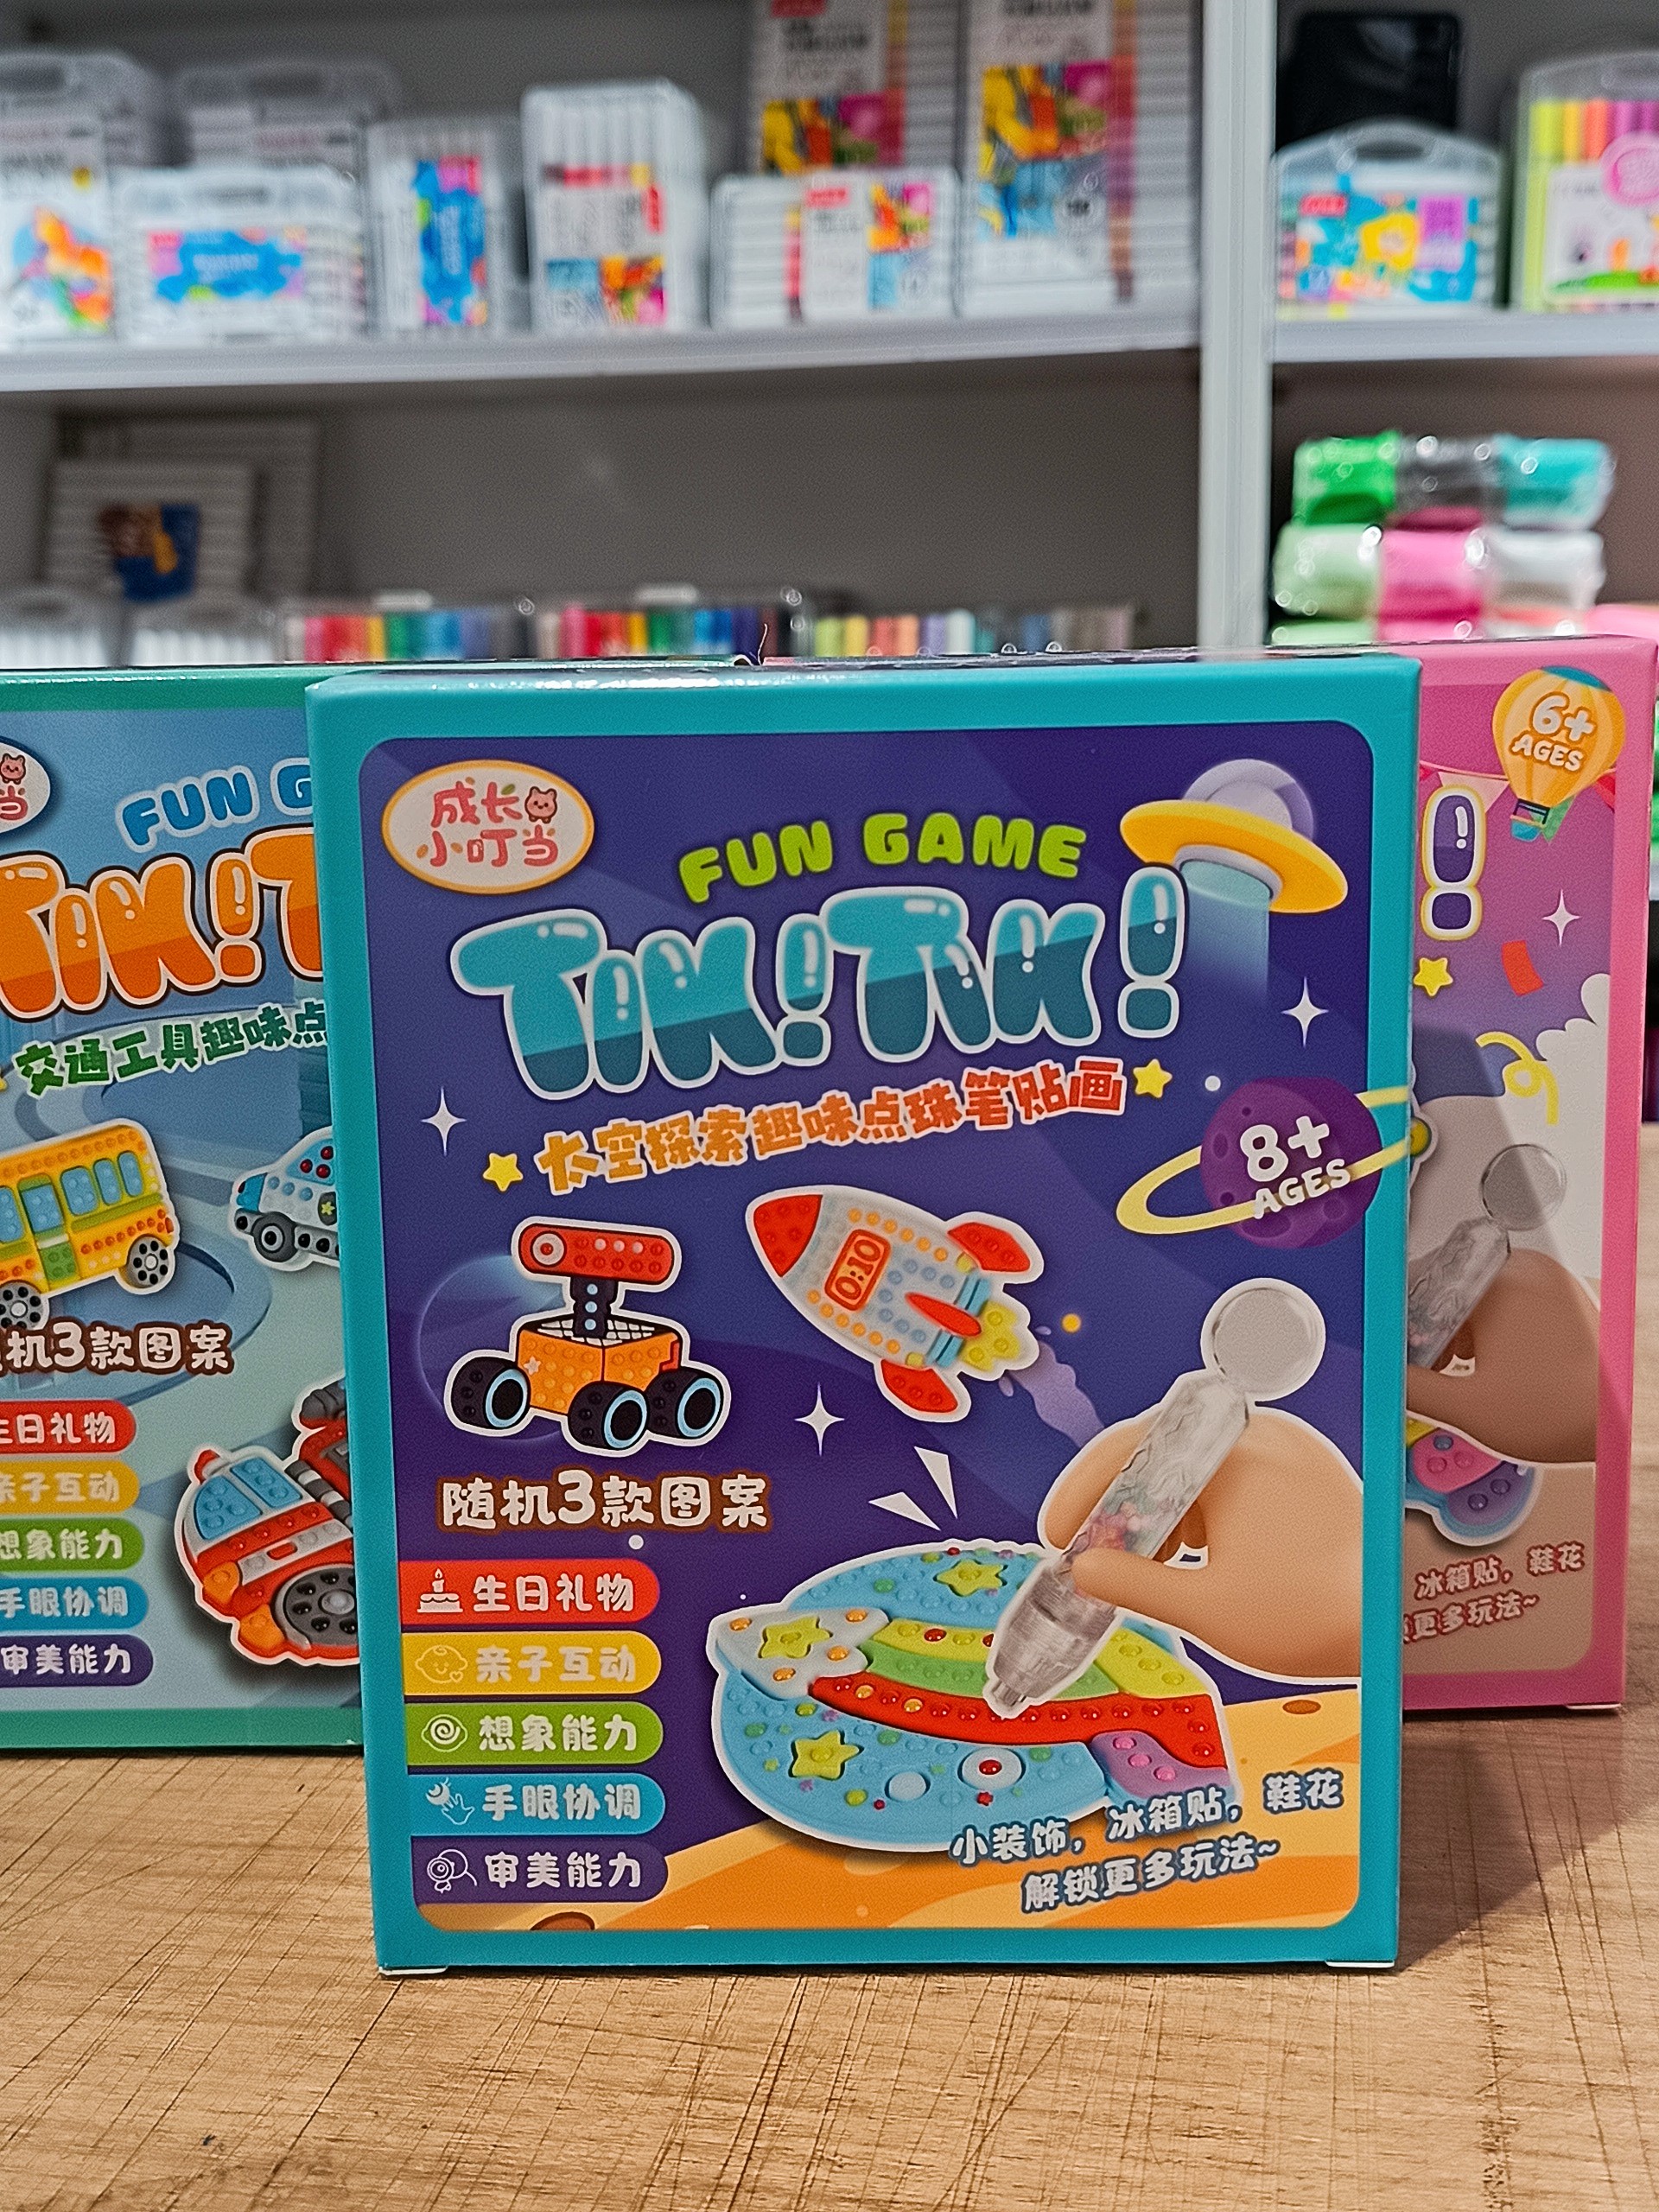 成长
小叮当
FUN GAME
TIK!TIK!
太空探索趣味点珠笔贴画
8+
AGES
0:10
随机3款图案
生日礼物
亲子互动
想象能力
手眼协调
审美能力
小装饰，冰箱贴，鞋花
解锁更多玩法~
当
FUN G
TIK!T
交通工具趣味点
机3款图案
生日礼物
亲子互动
想象能力
手眼协调
审美能力
6+
AGES
!
冰箱贴，鞋花
更多玩法~